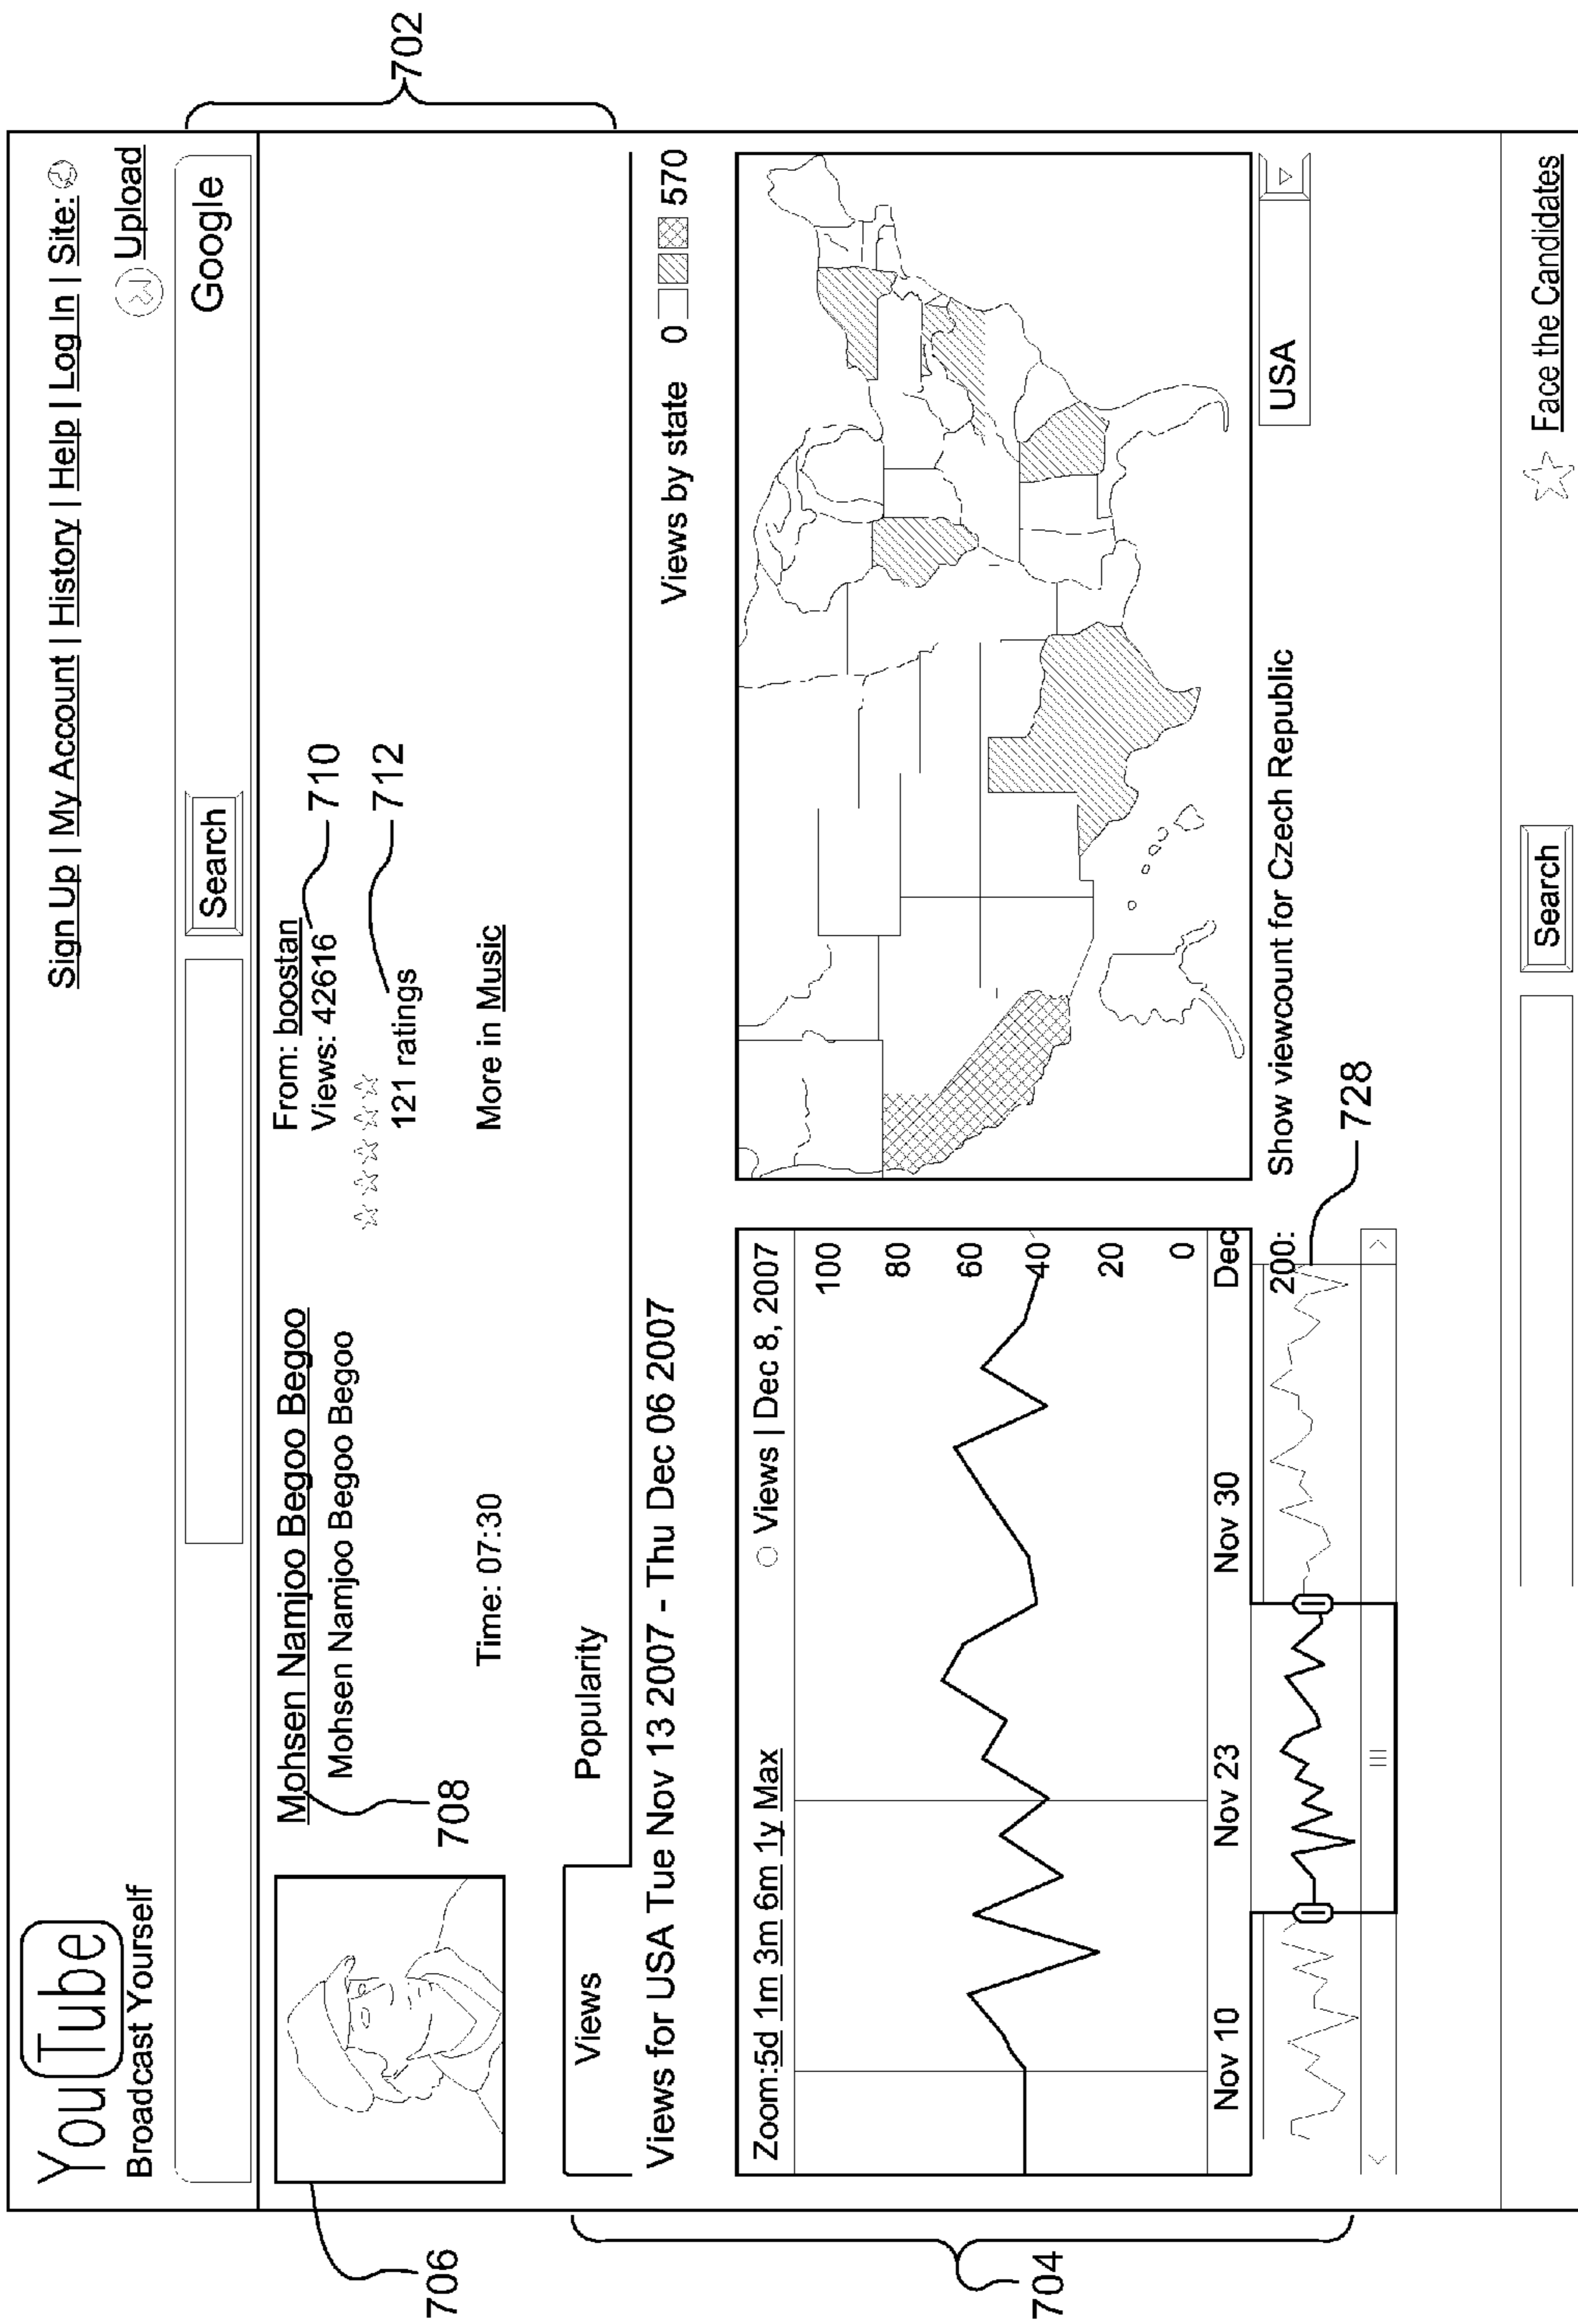 YouTube
Broadcast Yourself
Sign Up | My Account | History | Help | Log In | Site:
Upload
Search
Google
702
706
708
Mohsen Namjoo Begoo Begoo
Mohsen Namjoo Begoo Begoo
Time: 07:30
From: boostan
Views: 42616
710
121 ratings
712
More in Music
Views
Popularity
Views for USA Tue Nov 13 2007 - Thu Dec 06 2007
Views by state 0 570
704
Zoom:5d 1m 3m 6m 1y Max
Views | Dec 8, 2007
100
80
60
40
20
0
Nov 10
Nov 23
Nov 30
Dec
200:
728
Show viewcount for Czech Republic
USA
Search
Face the Candidates